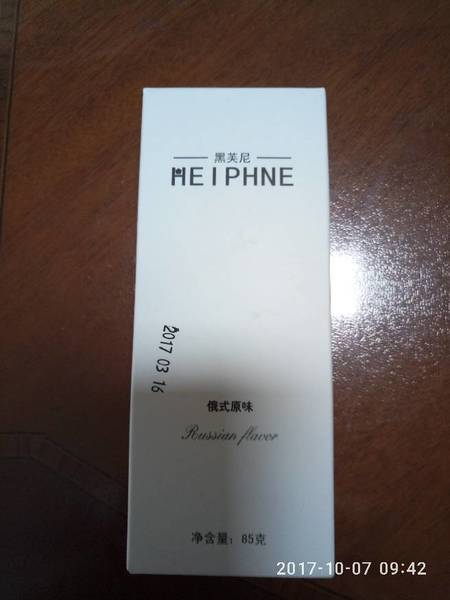 黑芙尼
HEIPHNE
2017 03 16
俄式原味
Russian flavor
净含量：85克
2017-10-07 09:42